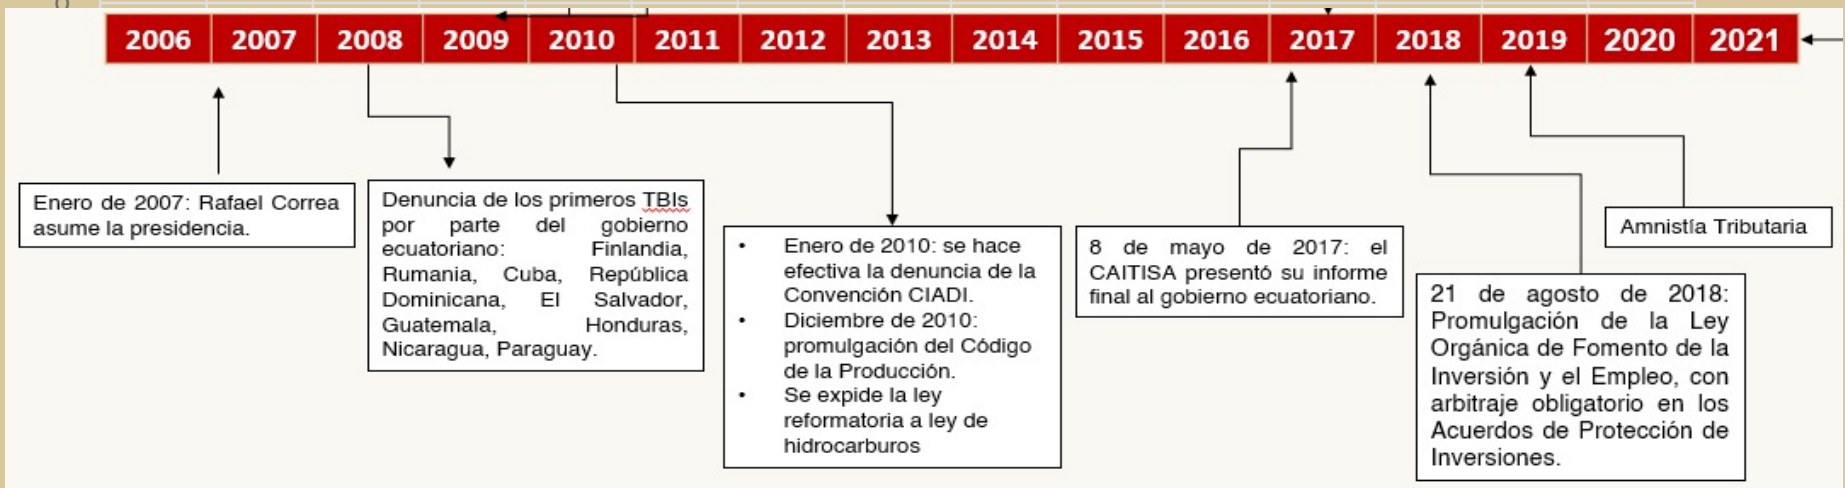 2006 2007 2008 2009 2010 2011 2012 2013 2014 2015 2016 2017 2018 2019 2020 2021
Enero de 2007: Rafael Correa
asume la presidencia.
Denuncia de los primeros TBIs
por parte del gobierno
ecuatoriano: Finlandia,
Rumania, Cuba, República
Dominicana, El Salvador,
Guatemala, Honduras,
Nicaragua, Paraguay.
• Enero de 2010: se hace
efectiva la denuncia de la
Convención CIADI.
• Diciembre de 2010:
promulgación del Código
de la Producción.
• Se expide la ley
reformatoria a ley de
hidrocarburos
8 de mayo de 2017: el
CAITISA presentó su informe
final al gobierno ecuatoriano.
21 de agosto de 2018:
Promulgación de la Ley
Orgánica de Fomento de la
Inversión y el Empleo, con
arbitraje obligatorio en los
Acuerdos de Protección de
Inversiones.
Amnistía Tributaria